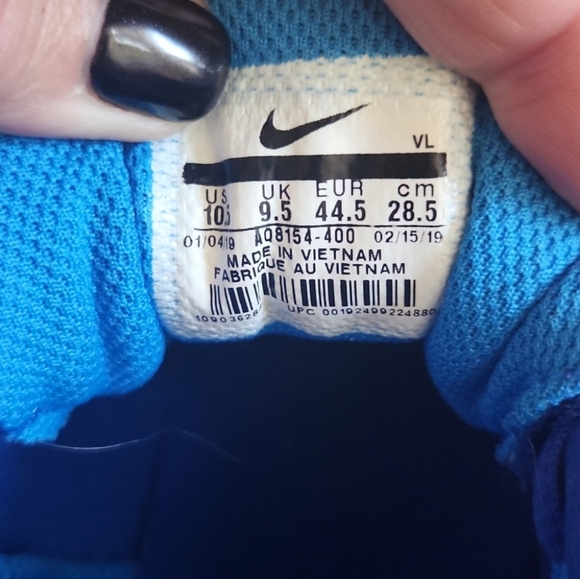 VL
US UK EUR cm
10.5 9.5 44.5 28.5
01/04/19 AQ8154-400 02/15/19
MADE IN VIETNAM
FABRIQUE AU VIETNAM
UPC 00192499224880